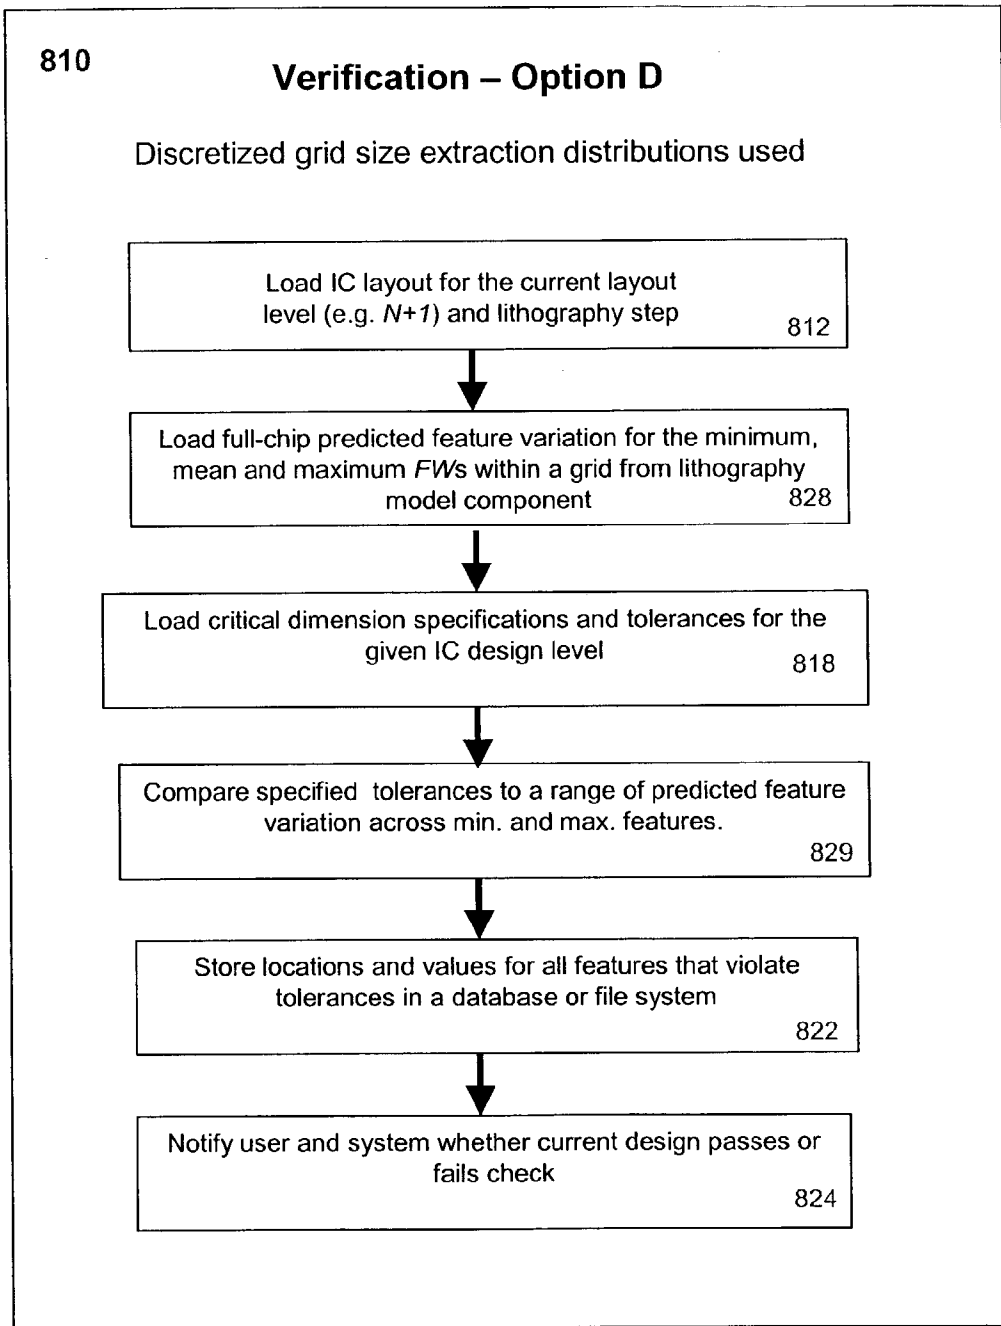 810
Verification – Option D
Discretized grid size extraction distributions used
Load IC layout for the current layout
level (e.g. N+1) and lithography step
812
Load full-chip predicted feature variation for the minimum,
mean and maximum FWs within a grid from lithography
model component
828
Load critical dimension specifications and tolerances for the
given IC design level
818
Compare specified tolerances to a range of predicted feature
variation across min. and max. features.
829
Store locations and values for all features that violate
tolerances in a database or file system
822
Notify user and system whether current design passes or
fails check
824